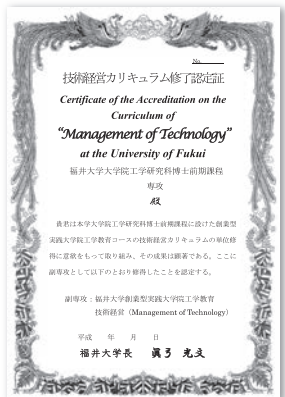 No.
技術経営カリキュラム修了認定証
Certificate of the Accreditation on the
Curriculum of
“Management of Technology”
at the University of Fukui
福井大学大学院工学研究科博士前期課程
専攻
殿
貴君は本学大学院工学研究科博士前期課程に設けた創業型
実践大学院工学教育コースの技術経営カリキュラムの単位修
得に意欲をもって取り組み、その成果は顕著である。ここに
副専攻として以下のとおり修得したことを認定する。
副専攻：福井大学創業型実践大学院工学教育
技術経営（Management of Technology）
平成　年　月　日
福井大学長　眞弓 光文